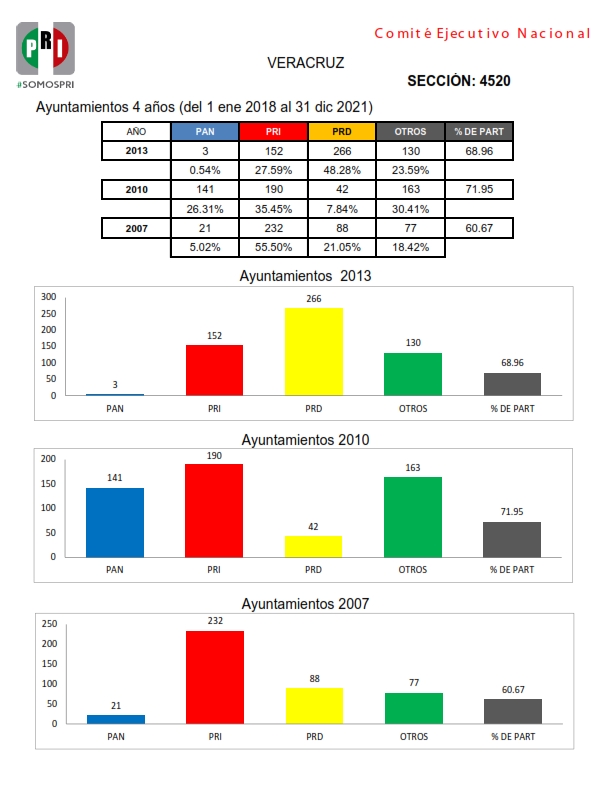 Comité Ejecutivo Nacional
PRI
#SOMOSPRI
VERACRUZ
SECCIÓN: 4520
Ayuntamientos 4 años (del 1 ene 2018 al 31 dic 2021)
AÑO PAN PRI PRD OTROS % DE PART
2013 3 152 266 130 68.96
0.54% 27.59% 48.28% 23.59%
2010 141 190 42 163 71.95
26.31% 35.45% 7.84% 30.41%
2007 21 232 88 77 60.67
5.02% 55.50% 21.05% 18.42%
Ayuntamientos 2013
300
250
200
150
100
50
0
3 152 266 130 68.96
PAN PRI PRD OTROS % DE PART
Ayuntamientos 2010
200
150
100
50
0
141 190 42 163 71.95
PAN PRI PRD OTROS % DE PART
Ayuntamientos 2007
250
200
150
100
50
0
21 232 88 77 60.67
PAN PRI PRD OTROS % DE PART